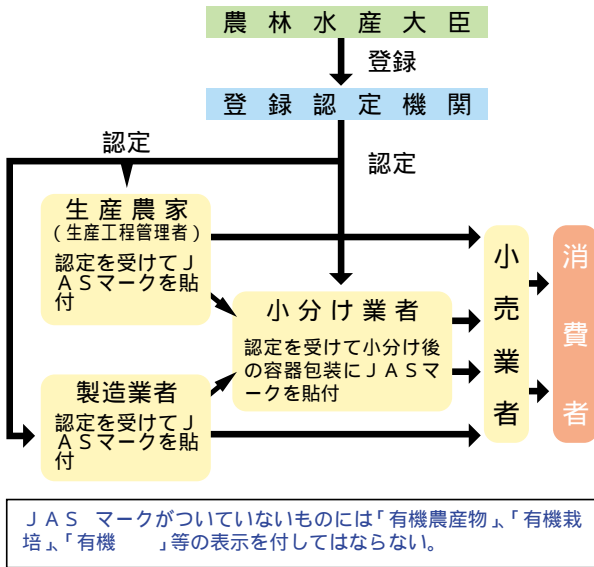 農林水産大臣
登録
登録認定機関
認定
認定
生産農家
(生産工程管理者)
認定を受けてJ
ASマークを貼
付
小分け業者
認定を受けて小分け後
の容器包装にJASマ
ークを貼付
製造業者
認定を受けてJ
ASマークを貼
付
小売業者
消費者
JAS マークがついていないものには「有機農産物」、「有機栽
培」、「有機　　」等の表示を付してはならない。